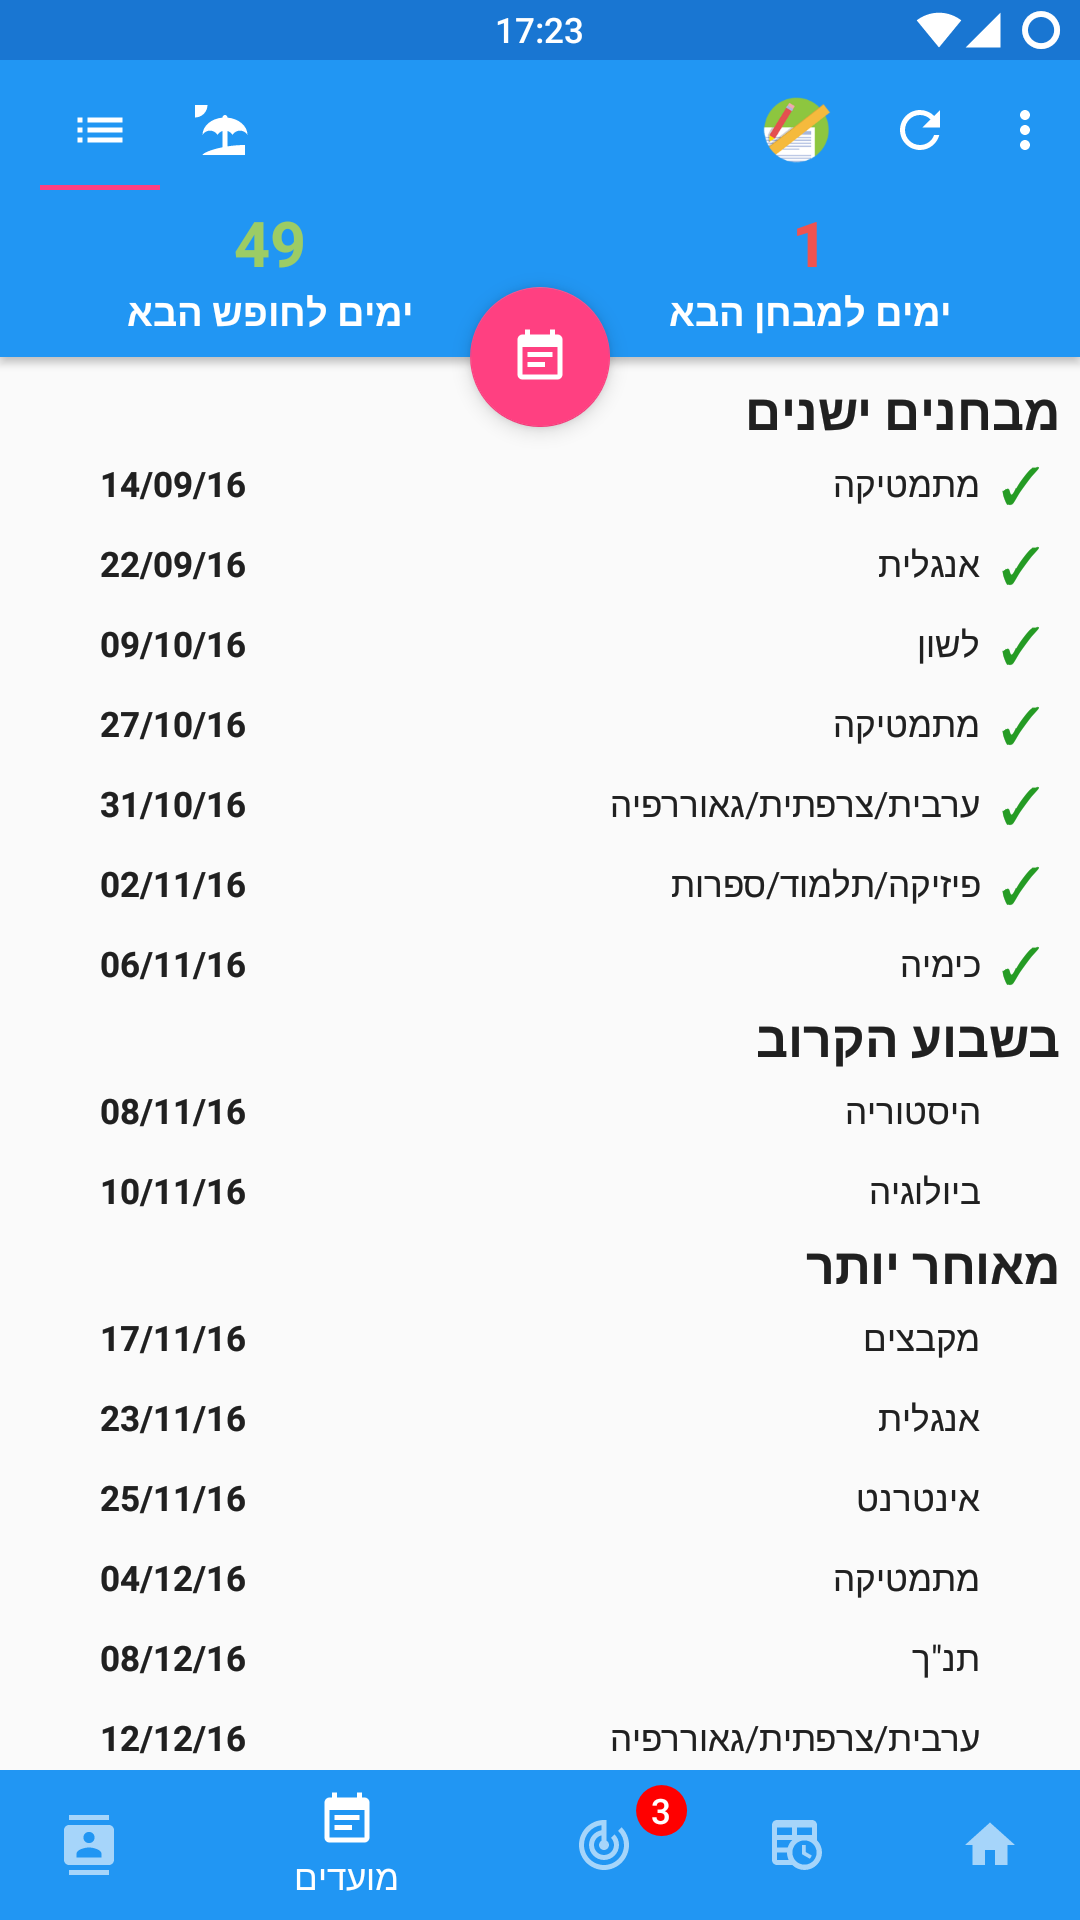 17:23
1
49
ימים למבחן הבא
ימים לחופש הבא
מבחנים ישנים
מתמטיקה 14/09/16
אנגלית 22/09/16
לשון 09/10/16
מתמטיקה 27/10/16
ערבית/צרפתית/גאוררפיה 31/10/16
פיזיקה/תלמוד/ספרות 02/11/16
כימיה 06/11/16
בשבוע הקרוב
היסטוריה 08/11/16
ביולוגיה 10/11/16
מאוחר יותר
מקבצים 17/11/16
אנגלית 23/11/16
אינטרנט 25/11/16
מתמטיקה 04/12/16
תנ"ך 08/12/16
ערבית/צרפתית/גאוררפיה 12/12/16
3
מועדים